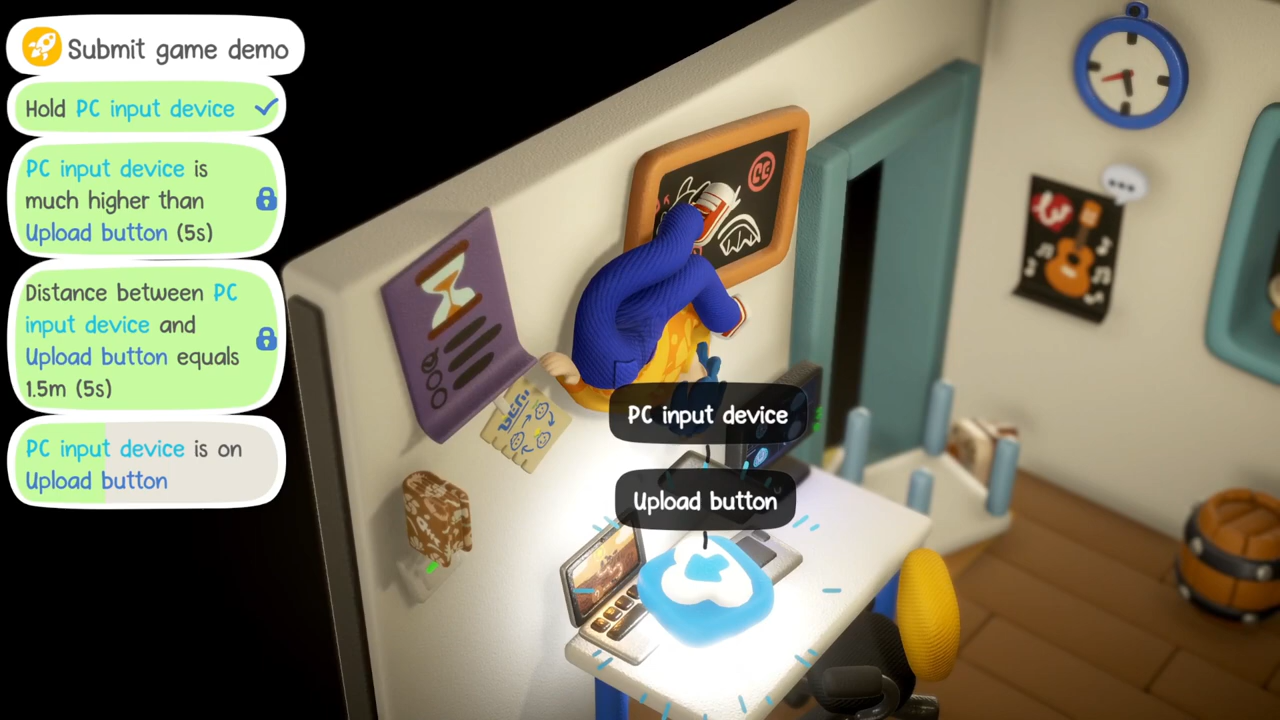 Submit game demo
Hold PC input device
PC input device is
much higher than
Upload button (5s)
Distance between PC
input device and
Upload button equals
1.5m (5s)
PC input device is on
Upload button
PC input device
Upload button